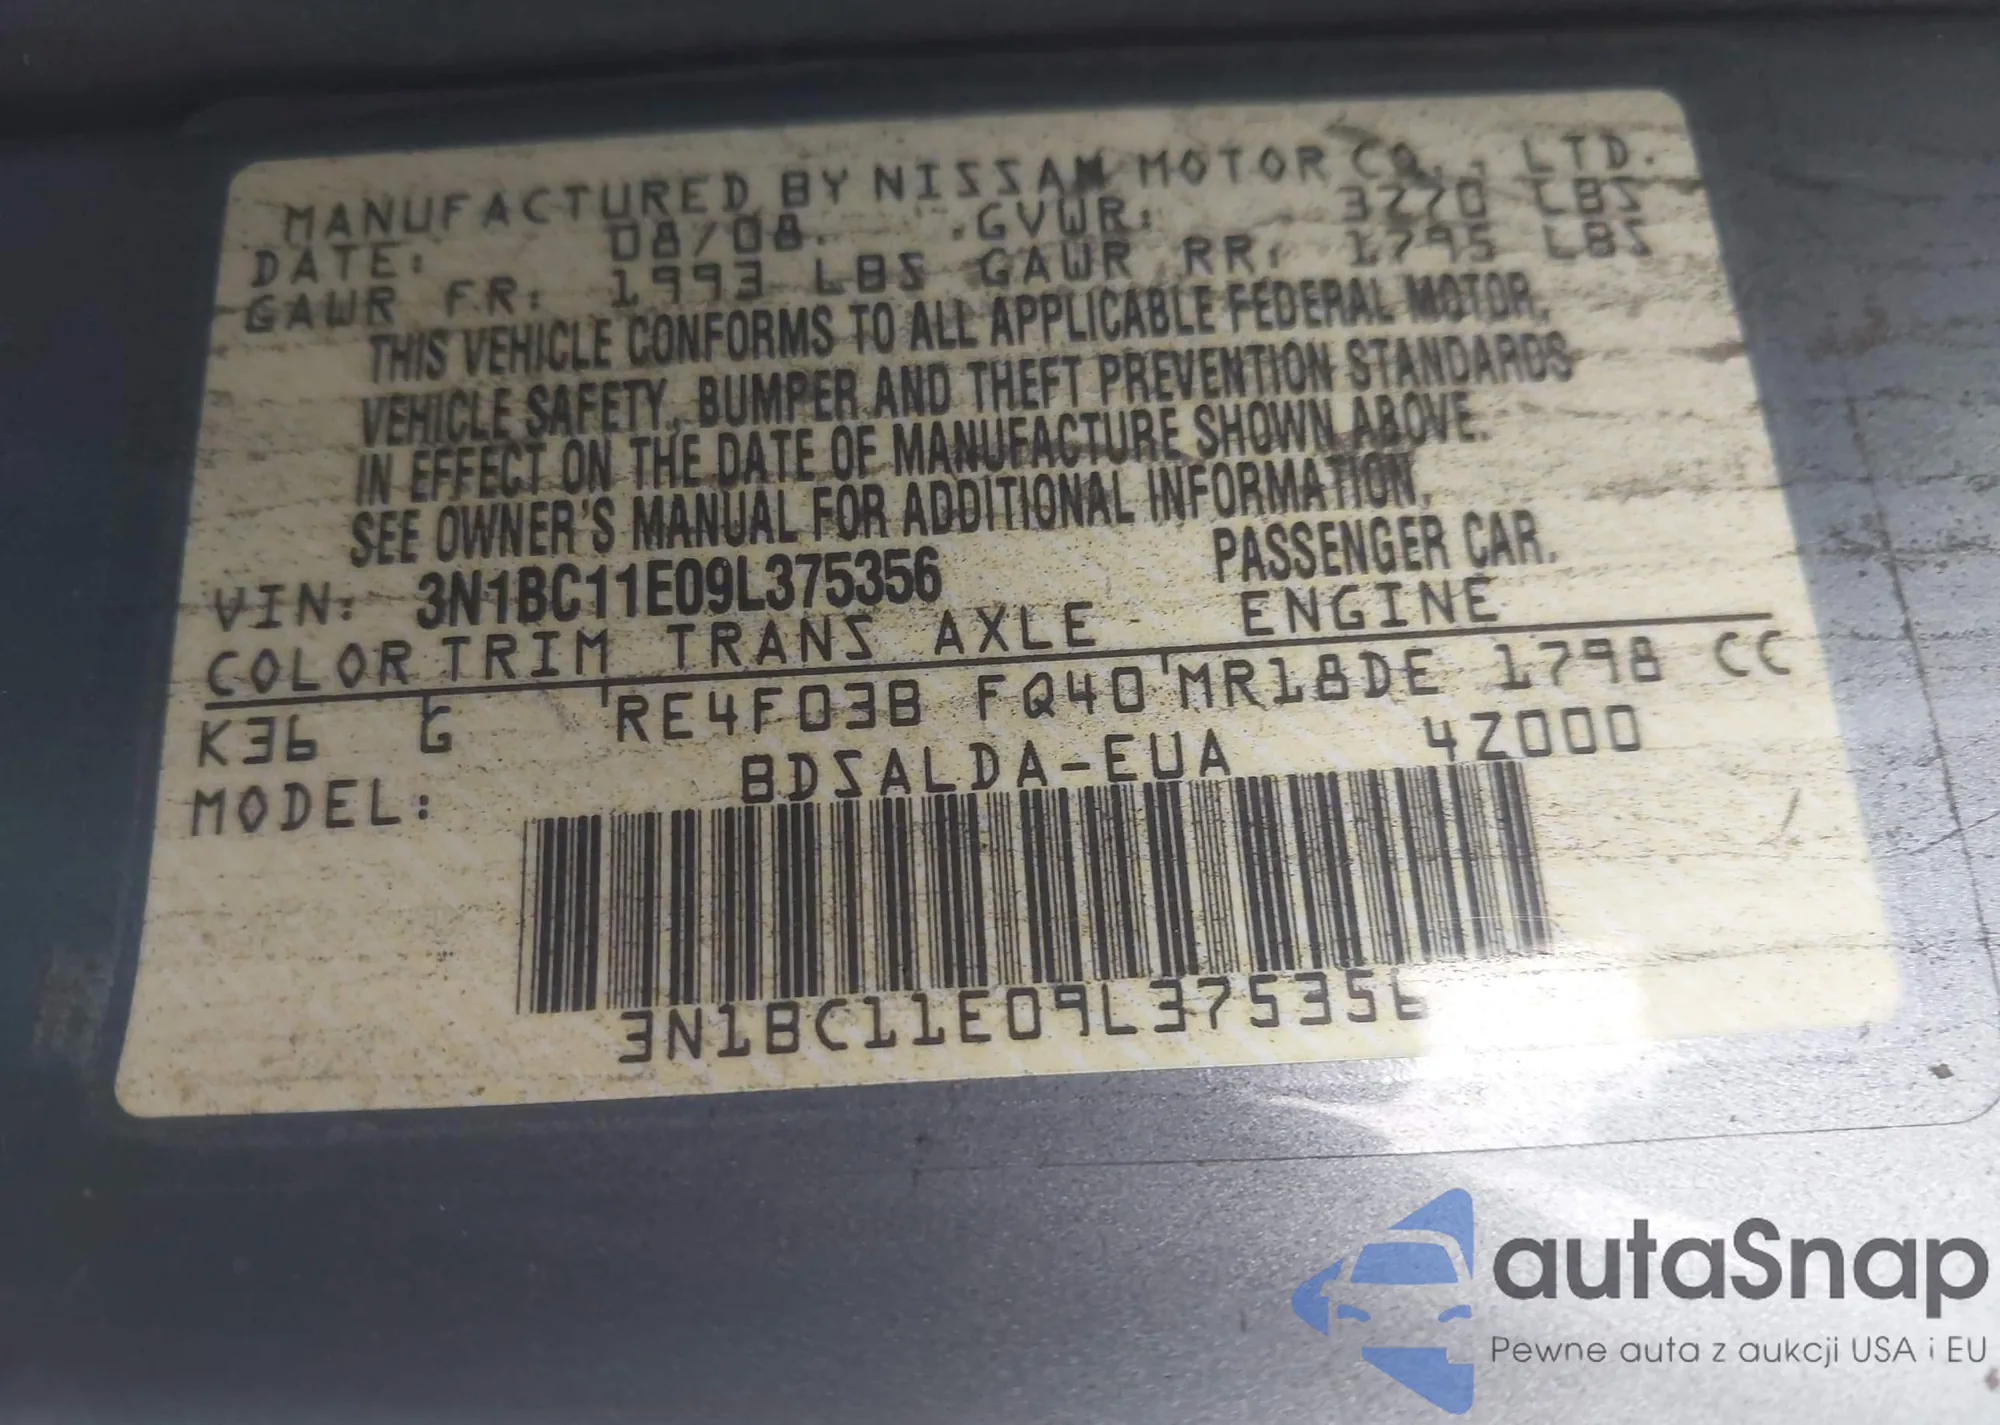 MANUFACTURED BY NISSAN MOTOR CO., LTD.
DATE: 08/08 GVWR: 3770 LBS
GAWR FR: 1993 LBS GAWR RR: 1795 LBS
THIS VEHICLE CONFORMS TO ALL APPLICABLE FEDERAL MOTOR
VEHICLE SAFETY, BUMPER AND THEFT PREVENTION STANDARDS
IN EFFECT ON THE DATE OF MANUFACTURE SHOWN ABOVE.
SEE OWNER'S MANUAL FOR ADDITIONAL INFORMATION.
VIN: 3N1BC11E09L375356 PASSENGER CAR.
COLOR TRIM TRANS AXLE ENGINE
K36 G RE4F03B FQ40 MR18DE 1798 CC
MODEL: BDSALDA-EUA 4Z000
3N1BC11E09L375356
autaSnap
Pewne auta z aukcji USA i EU